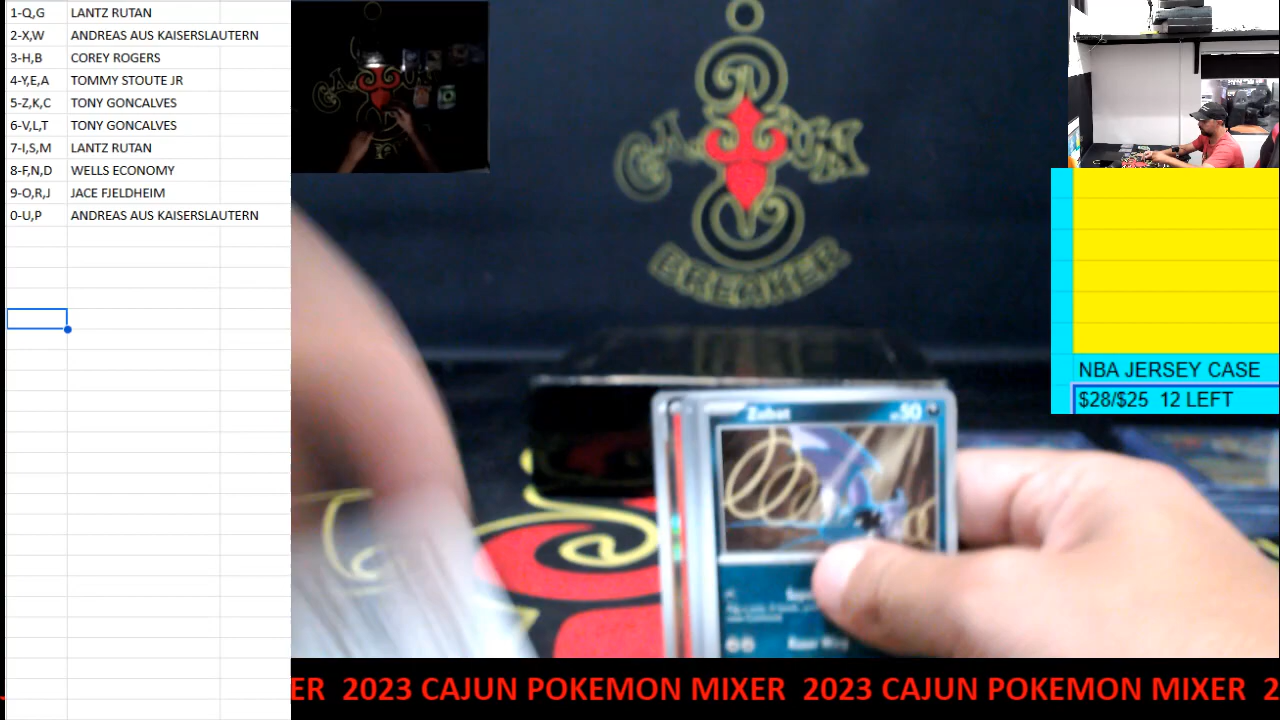 1-Q,G LANTZ RUTAN
2-X,W ANDREAS AUS KAISERSLAUTERN
3-H,B COREY ROGERS
4-Y,E,A TOMMY STOUTE JR
5-Z,K,C TONY GONCALVES
6-V,L,T TONY GONCALVES
7-I,S,M LANTZ RUTAN
8-F,N,D WELLS ECONOMY
9-O,R,J JACE FJELDHEIM
0-U,P ANDREAS AUS KAISERSLAUTERN
CAJUN
BREAKER
NBA JERSEY CASE
$28/$25 12 LEFT
Zubat 50
ER 2023 CAJUN POKEMON MIXER 2023 CAJUN POKEMON MIXER 2